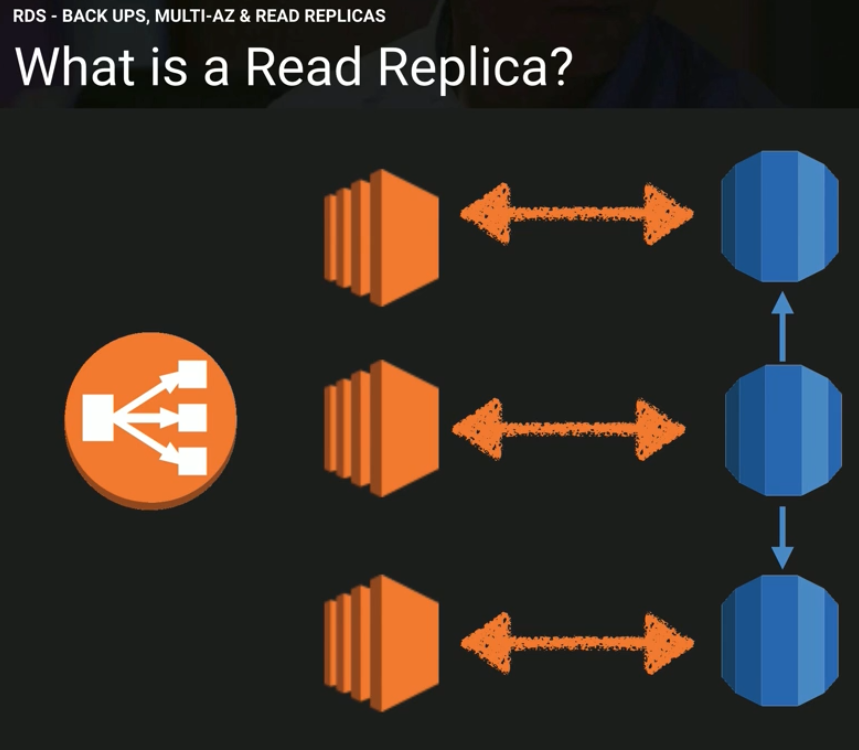 RDS - BACK UPS, MULTI-AZ & READ REPLICAS
What is a Read Replica?